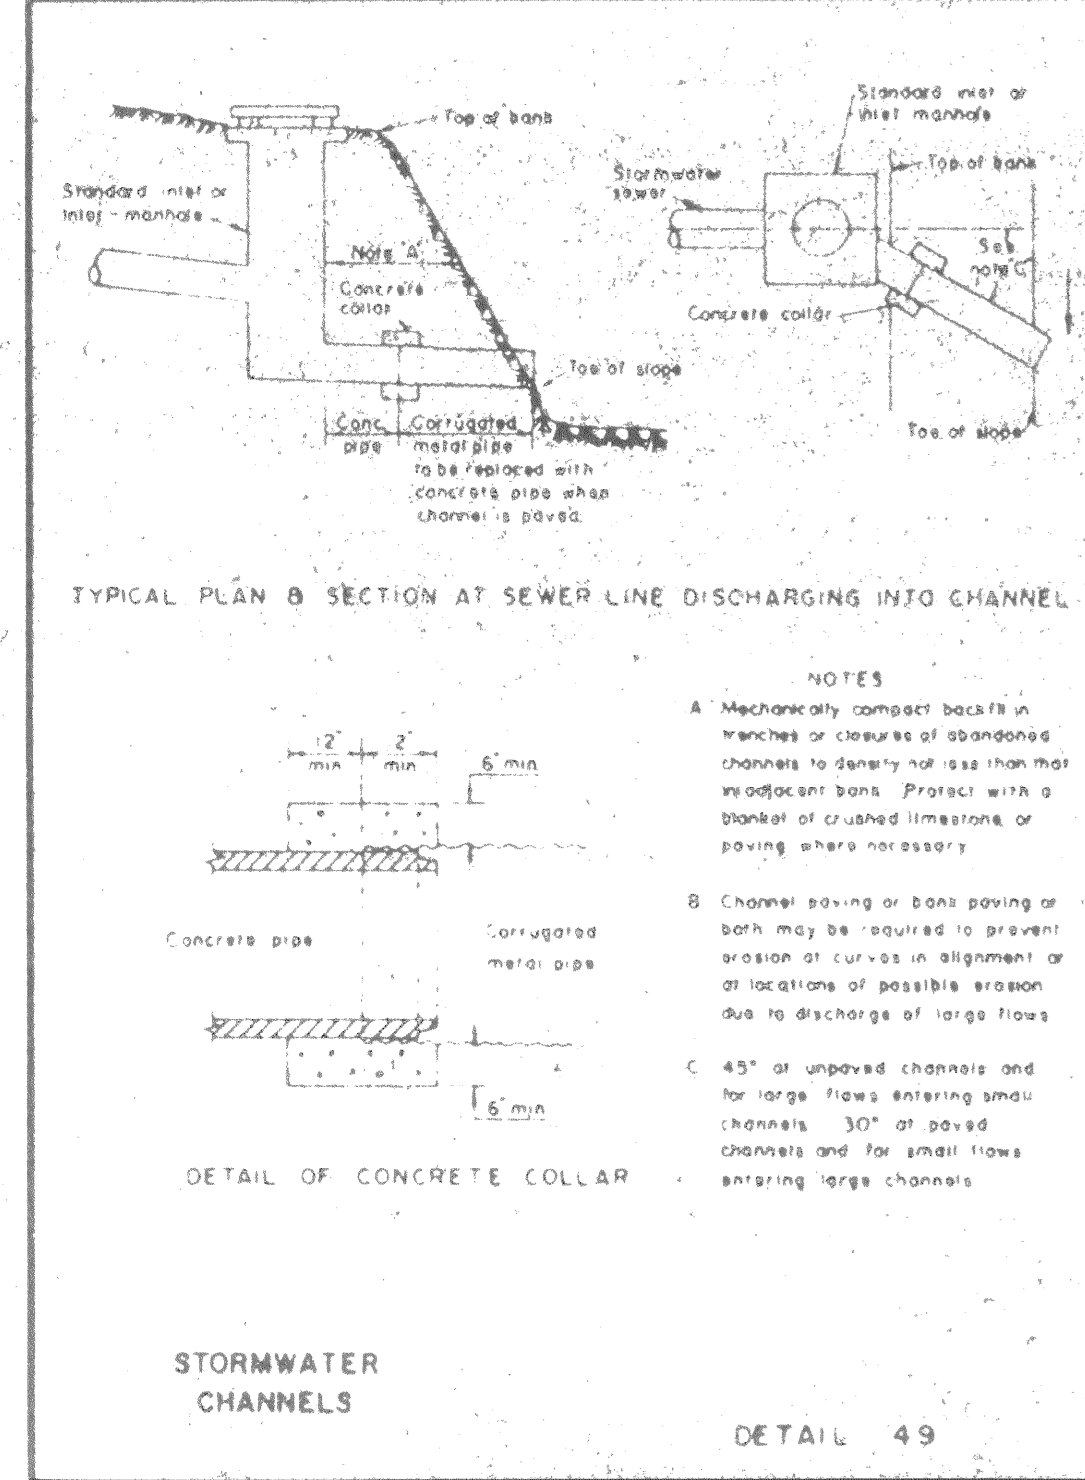 Top of bank
Standard inlet or
inlet - manhole
Note "A"
Concrete
collar
Toe of slope
Conc
pipe
Corrugated
metal pipe
to be replaced with
concrete pipe when
channel is paved.
Standard inlet or
inlet manhole
Stormwater
sewer
Top of bank
See
note "C"
Concrete collar
Toe of slope
TYPICAL PLAN & SECTION AT SEWER LINE DISCHARGING INTO CHANNEL
12"
min
2"
min
6" min
Concrete pipe
Corrugated
metal pipe
6" min
DETAIL OF CONCRETE COLLAR
NOTES
A Mechanically compact backfill in
trenches or closures of abandoned
channels to density not less than that
in adjacent bank Protect with a
blanket of crushed limestone or
paving where necessary
B Channel paving or bank paving or
both may be required to prevent
erosion at curves in alignment or
at locations of possible erosion
due to discharge of large flows
C 45° at unpaved channels and
for large flows entering small
channels 30° at paved
channels and for small flows
entering large channels
STORMWATER
CHANNELS
DETAIL 49